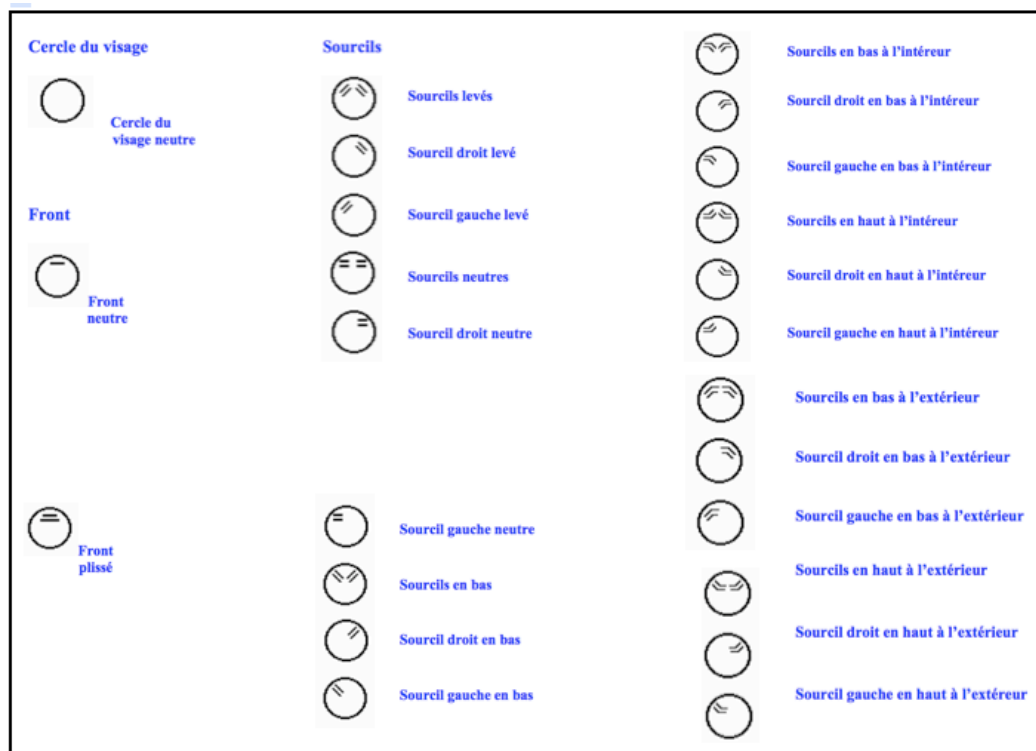 Cercle du visage
Cercle du
visage neutre
Front
Front
neutre
Front
plissé
Sourcils
Sourcils levés
Sourcil droit levé
Sourcil gauche levé
Sourcils neutres
Sourcil droit neutre
Sourcil gauche neutre
Sourcils en bas
Sourcil droit en bas
Sourcil gauche en bas
Sourcils en bas à l'intéreur
Sourcil droit en bas à l'intéreur
Sourcil gauche en bas à l'intéreur
Sourcils en haut à l'intéreur
Sourcil droit en haut à l'intéreur
Sourcil gauche en haut à l'intéreur
Sourcils en bas à l'extérieur
Sourcil droit en bas à l'extérieur
Sourcil gauche en bas à l'extérieur
Sourcils en haut à l'extérieur
Sourcil droit en haut à l'extérieur
Sourcil gauche en haut à l'extéreur